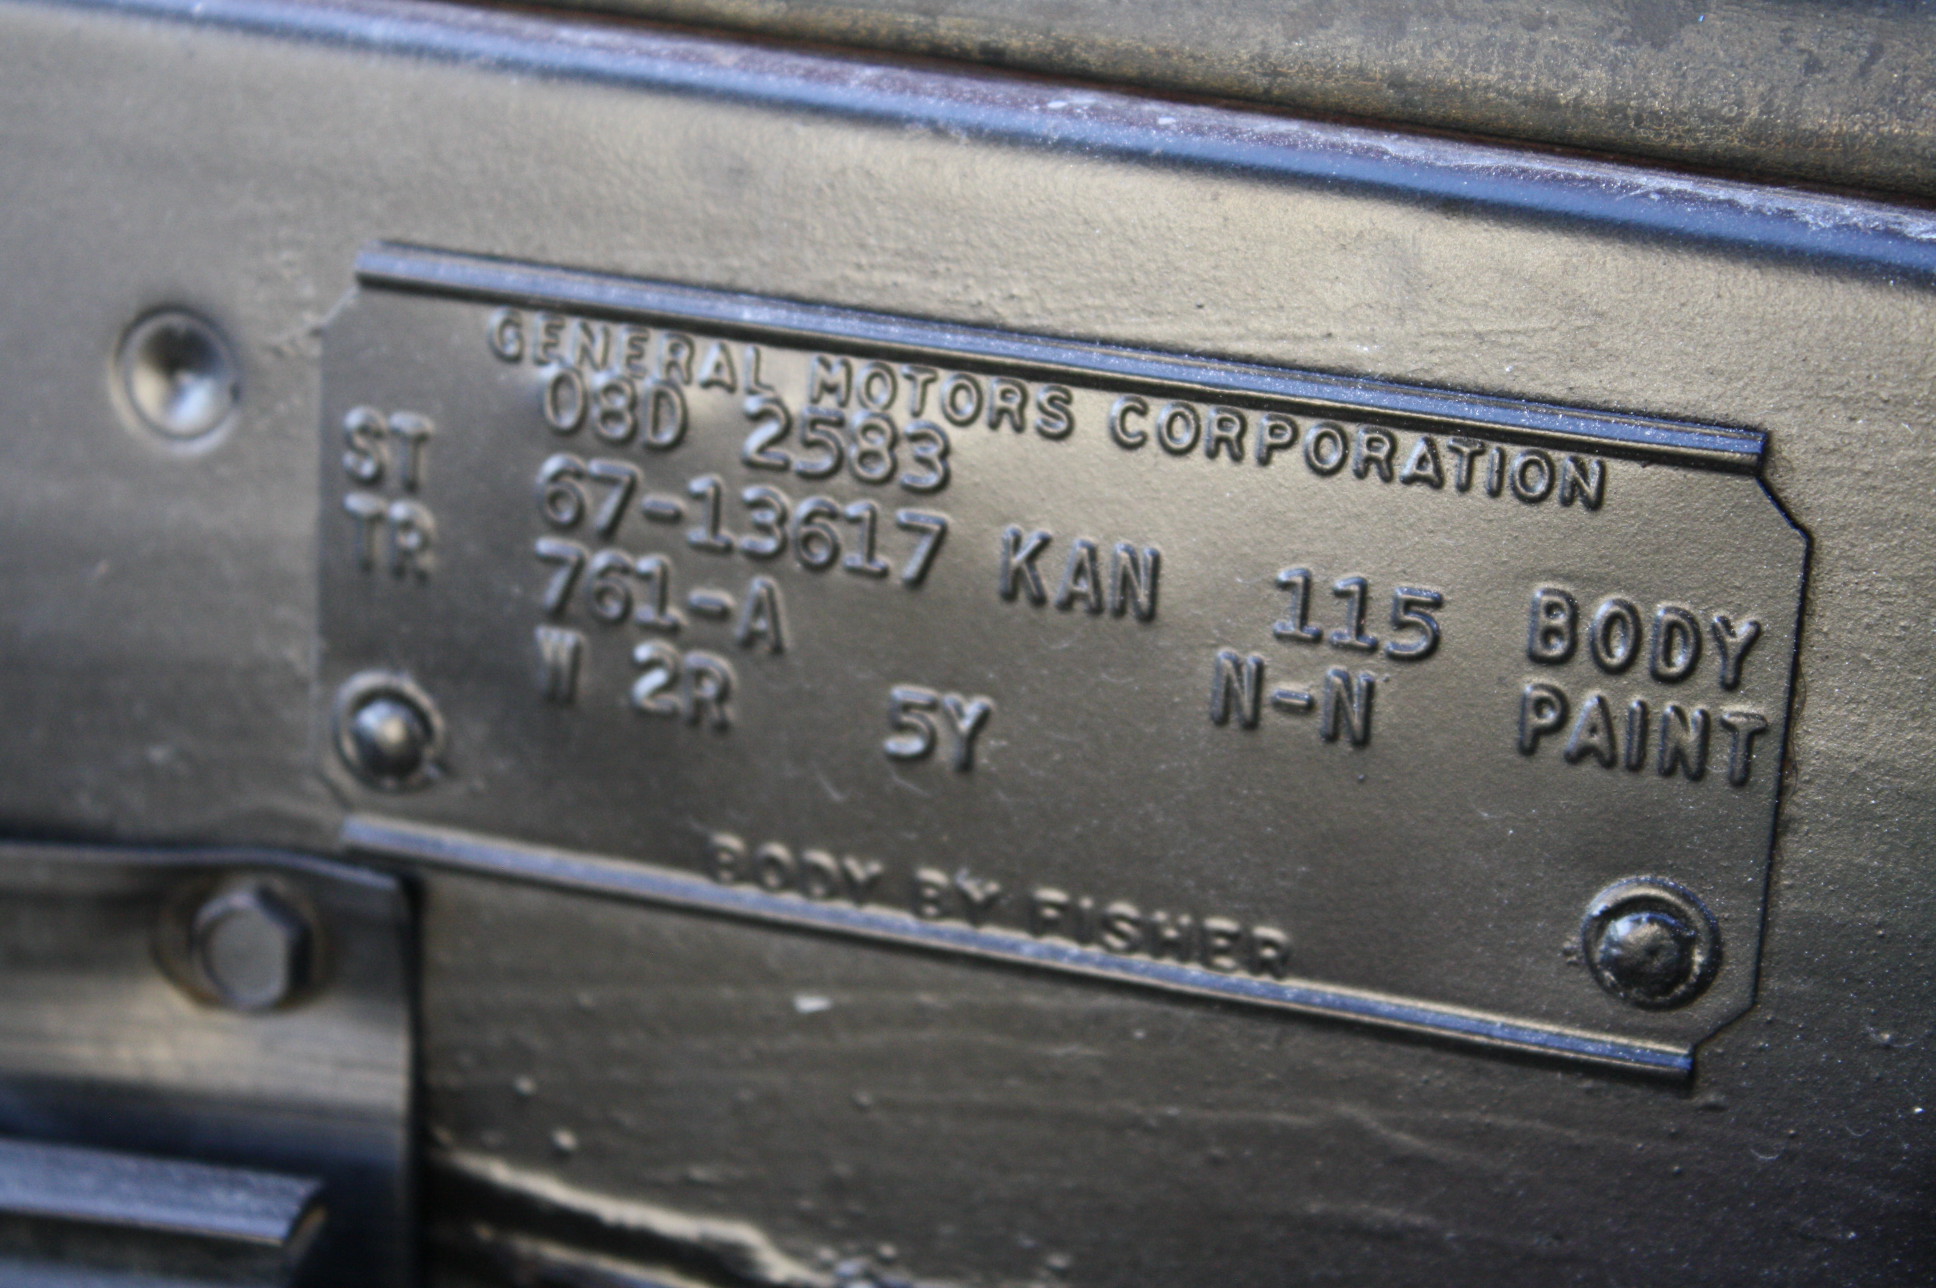 GENERAL MOTORS CORPORATION
08D 2583
ST 67-13617 KAN 115 BODY
TR 761-A N-N PAINT
W 2R 5Y
BODY BY FISHER